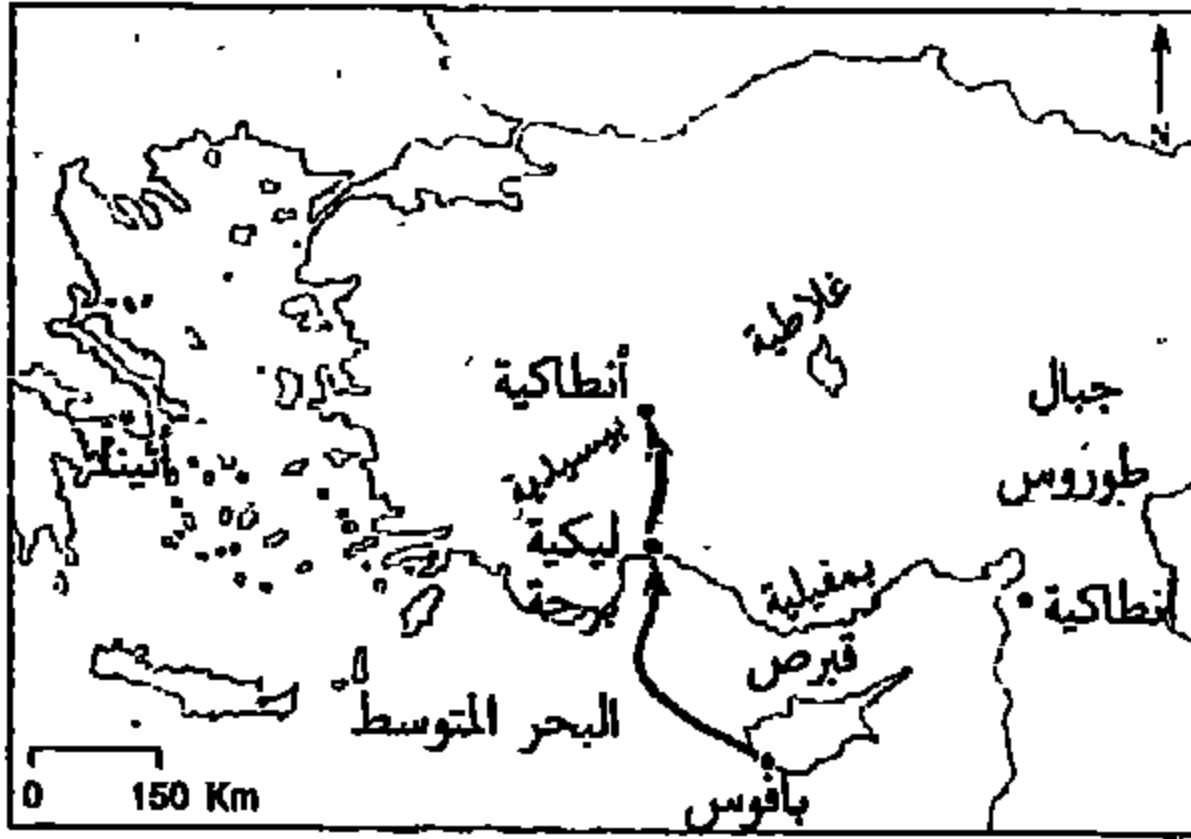 N
غلاطية
أنطاكية
بيسيدية
ليكية
برجة
أثينا
جبال
طوروس
أنطاكية
بمفيلية
قبرص
البحر المتوسط
بافوس
0 150 Km